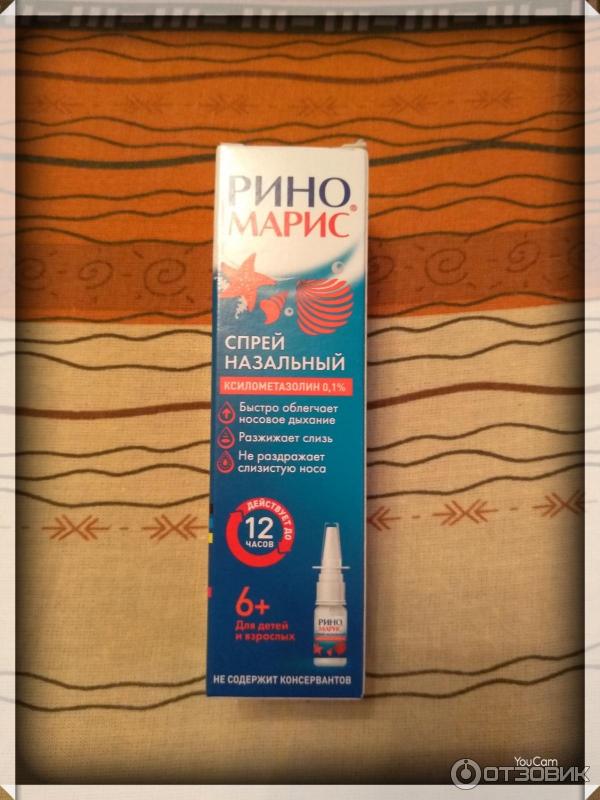 РИНО
МАРИС®
СПРЕЙ
НАЗАЛЬНЫЙ
КСИЛОМЕТАЗОЛИН 0,1%
Быстро облегчает
носовое дыхание
Разжижает слизь
Не раздражает
слизистую носа
ДЕЙСТВУЕТ ДО
12
ЧАСОВ
6+
Для детей
и взрослых
РИНО
МАРИС
НЕ СОДЕРЖИТ КОНСЕРВАНТОВ
YouCam
ОТЗОВИК